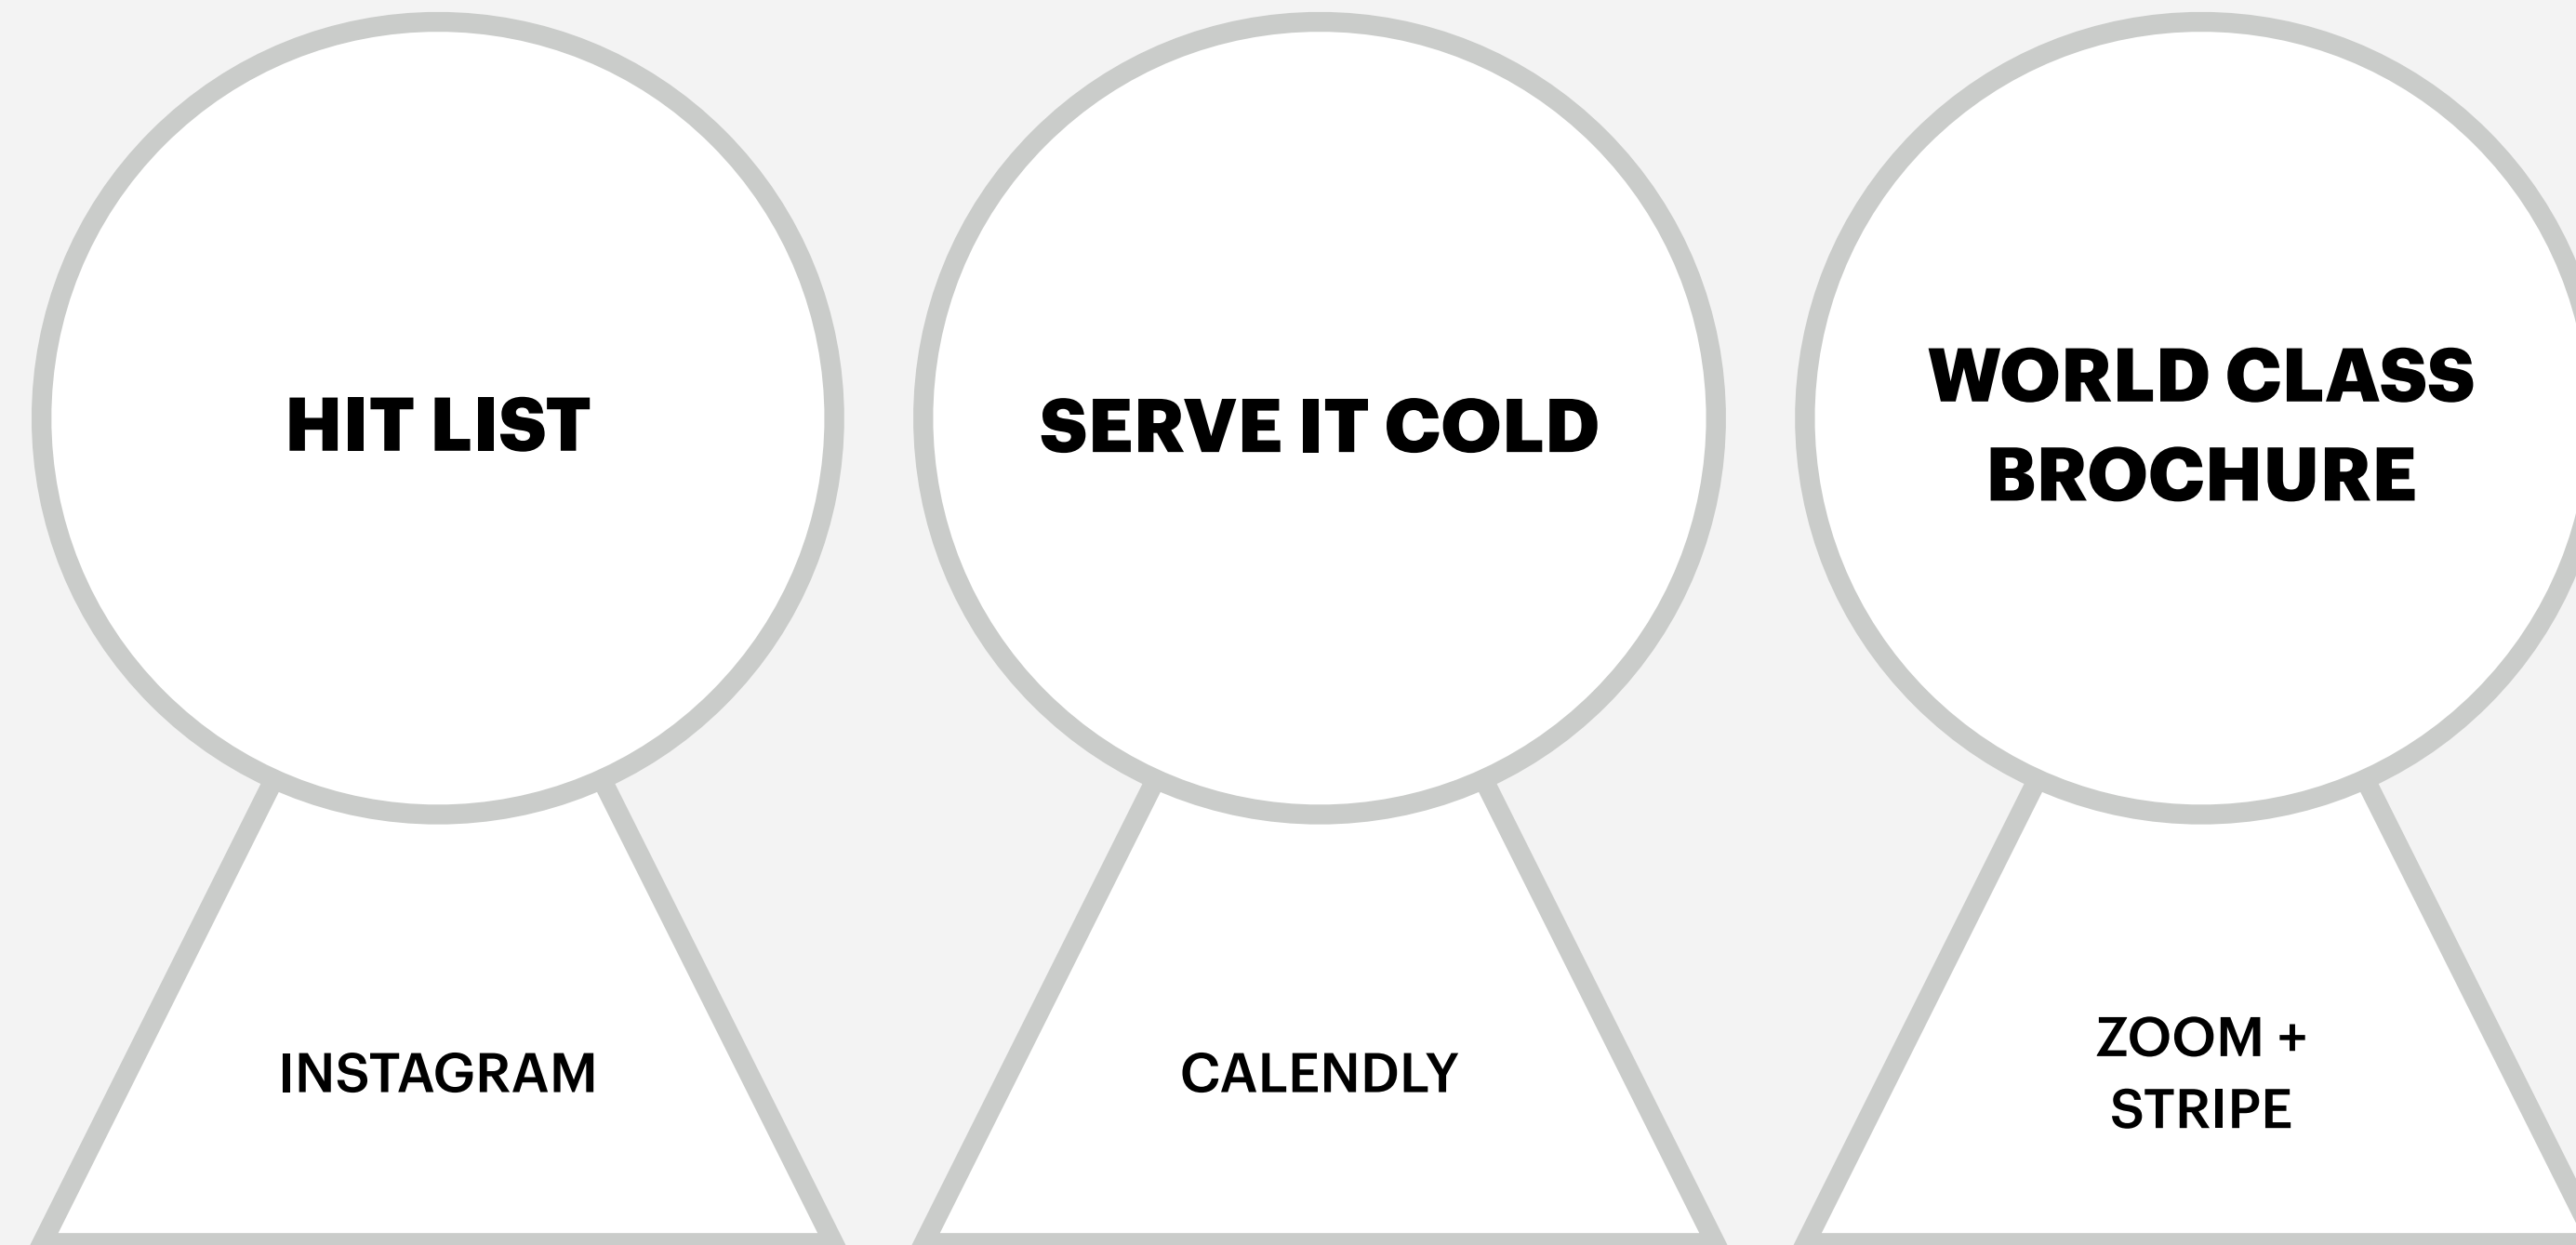 HIT LIST
SERVE IT COLD
WORLD CLASS
BROCHURE
INSTAGRAM
CALENDLY
ZOOM +
STRIPE